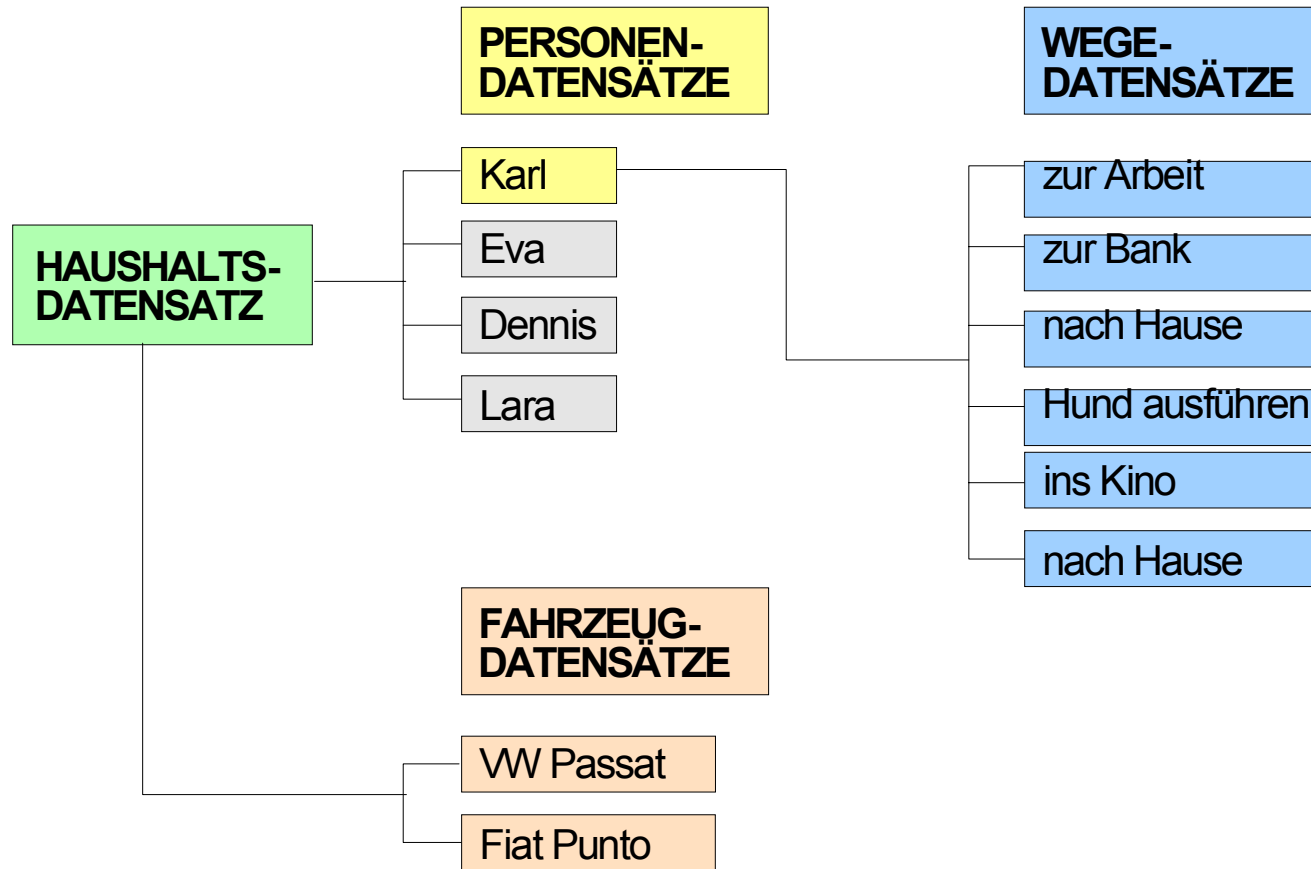 PERSONEN-
DATENSÄTZE
WEGE-
DATENSÄTZE
HAUSHALTS-
DATENSATZ
Karl
Eva
Dennis
Lara
zur Arbeit
zur Bank
nach Hause
Hund ausführen
ins Kino
nach Hause
FAHRZEUG-
DATENSÄTZE
VW Passat
Fiat Punto